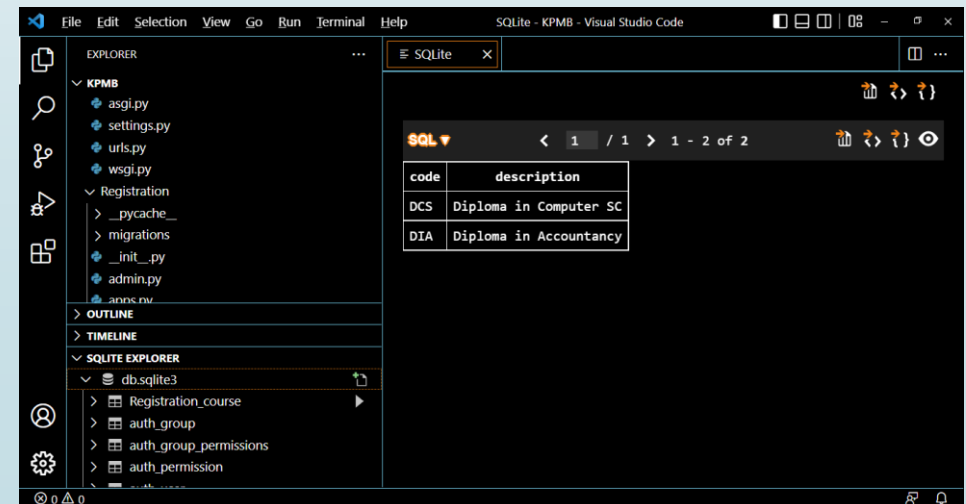 File Edit Selection View Go Run Terminal Help SQLite - KPMB - Visual Studio Code
EXPLORER
KPMB
asgi.py
settings.py
urls.py
wsgi.py
Registration
__pycache__
migrations
__init__.py
admin.py
apps.py
OUTLINE
TIMELINE
SQLITE EXPLORER
db.sqlite3
Registration_course
auth_group
auth_group_permissions
auth_permission
SQLite
SQL 1 / 1 1 - 2 of 2
code description
DCS Diploma in Computer SC
DIA Diploma in Accountancy
0 0